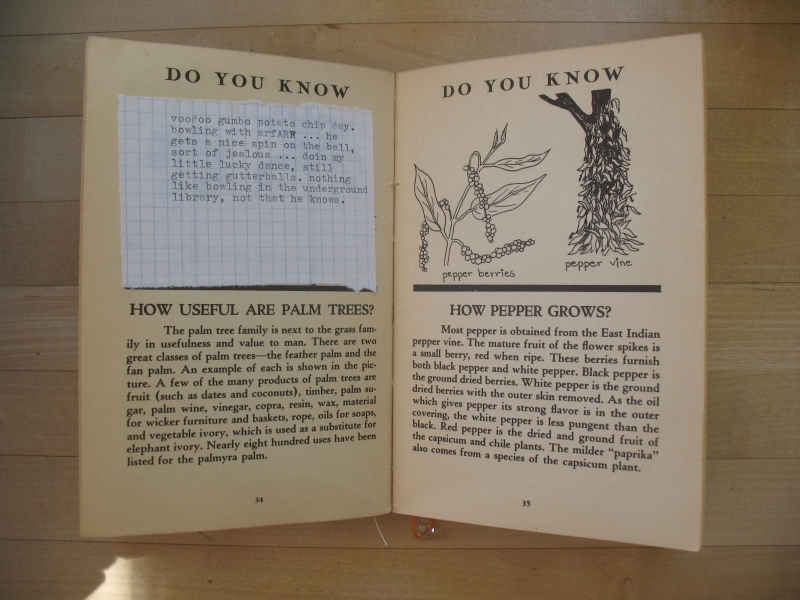 DO YOU KNOW
voodoo gumbo potato chip day.
bowling with arfARF ... he
gets a nice spin on the ball,
sort of jealous ... doin my
little lucky dance, still
getting gutterballs. nothing
like bowling in the underground
library, not that he knows.
HOW USEFUL ARE PALM TREES?
The palm tree family is next to the grass fam-
ily in usefulness and value to man. There are two
great classes of palm trees—the feather palm and the
fan palm. An example of each is shown in the pic-
ture. A few of the many products of palm trees are
fruit (such as dates and coconuts), timber, palm su-
gar, palm wine, vinegar, copra, resin, wax, material
for wicker furniture and baskets, rope, oils for soaps,
and vegetable ivory, which is used as a substitute for
elephant ivory. Nearly eight hundred uses have been
listed for the palmyra palm.
34
DO YOU KNOW
pepper berries
pepper vine
HOW PEPPER GROWS?
Most pepper is obtained from the East Indian
pepper vine. The mature fruit of the flower spikes is
a small berry, red when ripe. These berries furnish
both black pepper and white pepper. Black pepper is
the ground dried berries. White pepper is the ground
dried berries with the outer skin removed. As the oil
which gives pepper its strong flavor is in the outer
covering, the white pepper is less pungent than the
black. Red pepper is the dried and ground fruit of
the capsicum and chile plants. The milder "paprika"
also comes from a species of the capsicum plant.
35